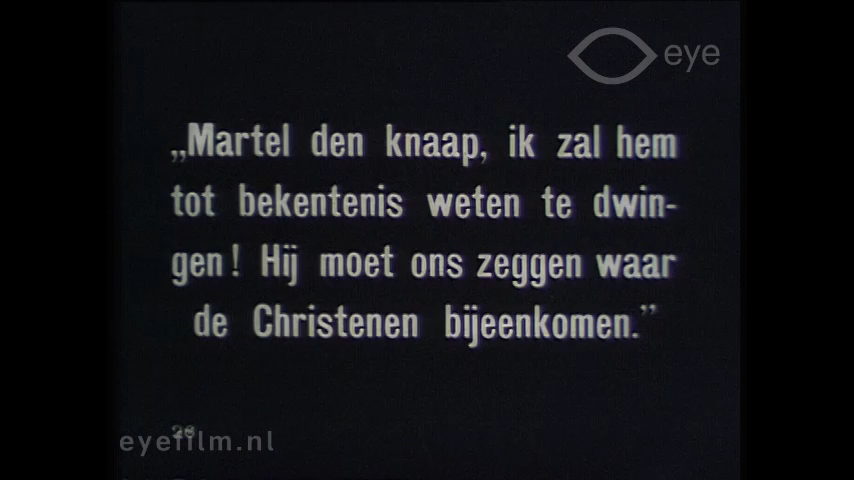 eye
„Martel den knaap, ik zal hem
tot bekentenis weten te dwin-
gen! Hij moet ons zeggen waar
de Christenen bijeenkomen.”
eyefilm.nl